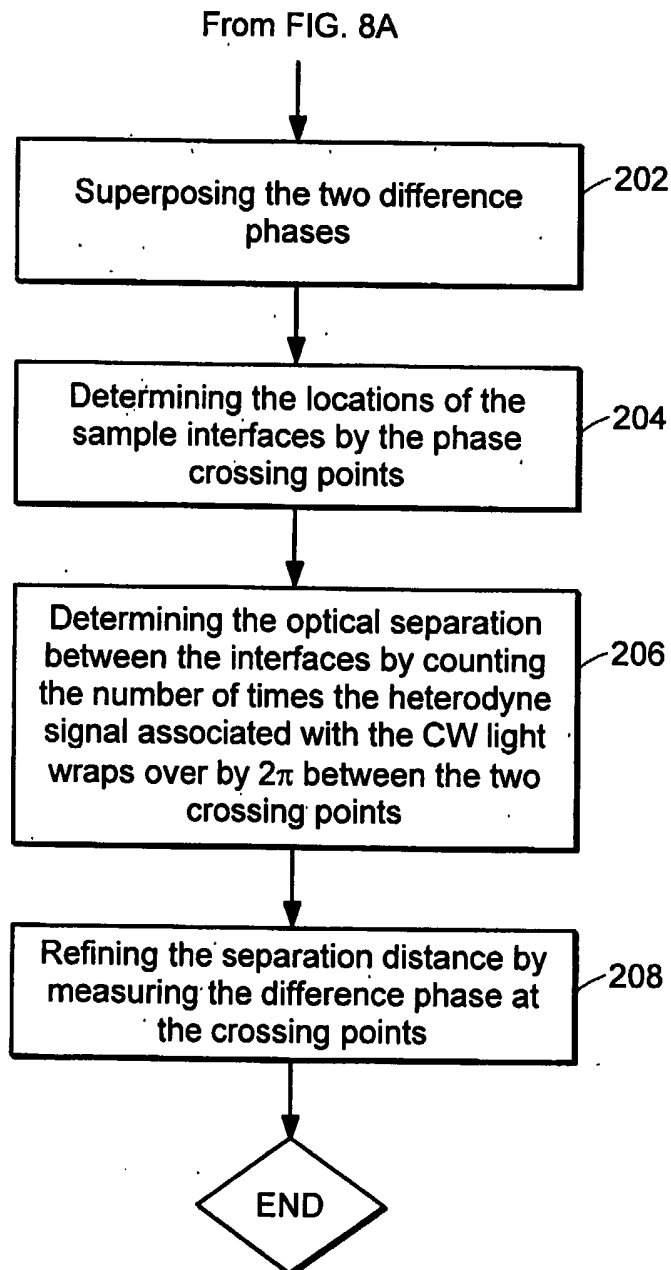 From FIG. 8A
Superposing the two difference
phases
202
Determining the locations of the
sample interfaces by the phase
crossing points
204
Determining the optical separation
between the interfaces by counting
the number of times the heterodyne
signal associated with the CW light
wraps over by 2π between the two
crossing points
206
Refining the separation distance by
measuring the difference phase at
the crossing points
208
END